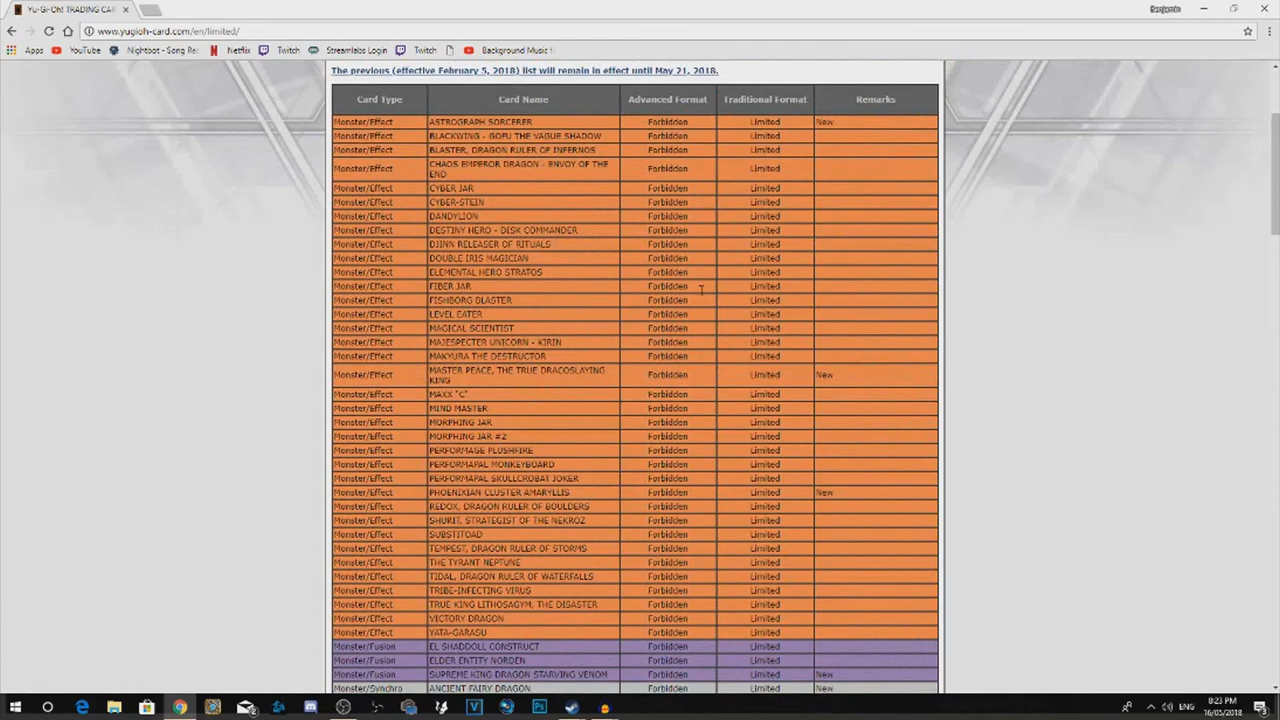 Yu-Gi-Oh! TRADING CAR
Benjamin
www.yugioh-card.com/en/limited/
Apps YouTube Nightbot - Song Re Netflix Twitch Streamlabs Login Twitch Background Music f
The previous (effective February 5, 2018) list will remain in effect until May 21, 2018.
Card Type Card Name Advanced Format Traditional Format Remarks
Monster/Effect ASTROGRAPH SORCERER Forbidden Limited New
Monster/Effect BLACKWING - GOFU THE VAGUE SHADOW Forbidden Limited
Monster/Effect BLASTER, DRAGON RULER OF INFERNOS Forbidden Limited
Monster/Effect CHAOS EMPEROR DRAGON - ENVOY OF THE END Forbidden Limited
Monster/Effect CYBER JAR Forbidden Limited
Monster/Effect CYBER-STEIN Forbidden Limited
Monster/Effect DANDYLION Forbidden Limited
Monster/Effect DESTINY HERO - DISK COMMANDER Forbidden Limited
Monster/Effect DJINN RELEASER OF RITUALS Forbidden Limited
Monster/Effect DOUBLE IRIS MAGICIAN Forbidden Limited
Monster/Effect ELEMENTAL HERO STRATOS Forbidden Limited
Monster/Effect FIBER JAR Forbidden Limited
Monster/Effect FISHBORG BLASTER Forbidden Limited
Monster/Effect LEVEL EATER Forbidden Limited
Monster/Effect MAGICAL SCIENTIST Forbidden Limited
Monster/Effect MAJESPECTER UNICORN - KIRIN Forbidden Limited
Monster/Effect MAKYURA THE DESTRUCTOR Forbidden Limited
Monster/Effect MASTER PEACE, THE TRUE DRACOSLAYING KING Forbidden Limited New
Monster/Effect MAXX "C" Forbidden Limited
Monster/Effect MIND MASTER Forbidden Limited
Monster/Effect MORPHING JAR Forbidden Limited
Monster/Effect MORPHING JAR #2 Forbidden Limited
Monster/Effect PERFORMAGE PLUSHFIRE Forbidden Limited
Monster/Effect PERFORMAPAL MONKEYBOARD Forbidden Limited
Monster/Effect PERFORMAPAL SKULLCROBAT JOKER Forbidden Limited
Monster/Effect PHOENIXIAN CLUSTER AMARYLLIS Forbidden Limited New
Monster/Effect REDOX, DRAGON RULER OF BOULDERS Forbidden Limited
Monster/Effect SHURIT, STRATEGIST OF THE NEKROZ Forbidden Limited
Monster/Effect SUBSTITOAD Forbidden Limited
Monster/Effect TEMPEST, DRAGON RULER OF STORMS Forbidden Limited
Monster/Effect THE TYRANT NEPTUNE Forbidden Limited
Monster/Effect TIDAL, DRAGON RULER OF WATERFALLS Forbidden Limited
Monster/Effect TRIBE-INFECTING VIRUS Forbidden Limited
Monster/Effect TRUE KING LITHOSAGYM, THE DISASTER Forbidden Limited
Monster/Effect VICTORY DRAGON Forbidden Limited
Monster/Effect YATA-GARASU Forbidden Limited
Monster/Fusion EL SHADDOLL CONSTRUCT Forbidden Limited
Monster/Fusion ELDER ENTITY NORDEN Forbidden Limited
Monster/Fusion SUPREME KING DRAGON STARVING VENOM Forbidden Limited New
Monster/Synchro ANCIENT FAIRY DRAGON Forbidden Limited New
ENG 8:23 PM
16/05/2018